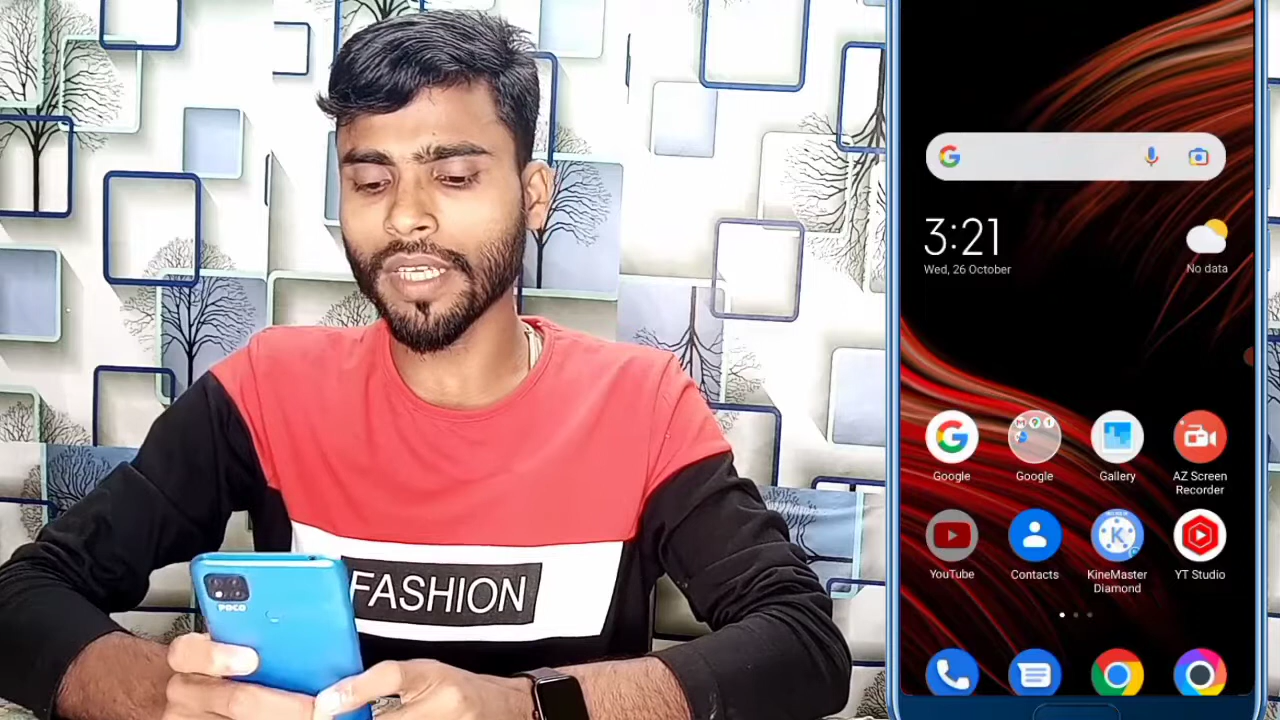 FASHION
POCO
3:21
Wed, 26 October
No data
Google
Google
Gallery
AZ Screen
Recorder
YouTube
Contacts
KineMaster
Diamond
YT Studio